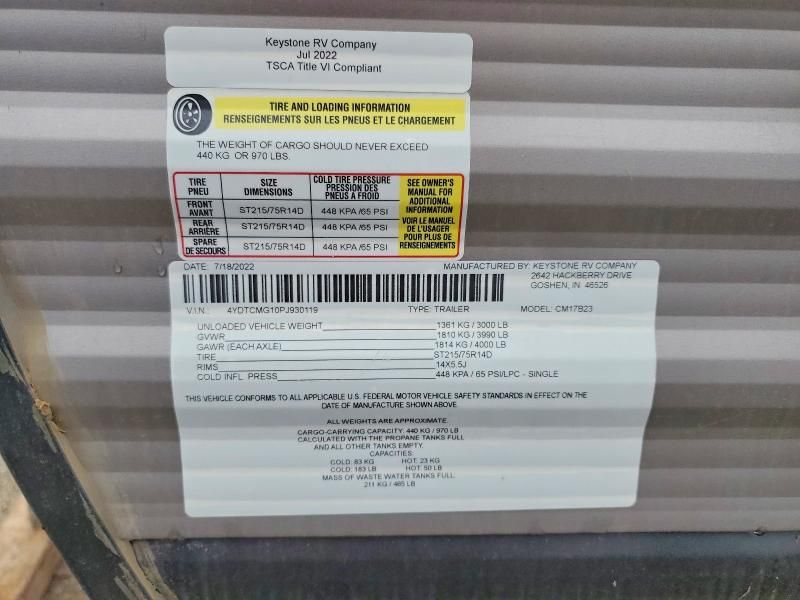 Keystone RV Company
Jul 2022
TSCA Title VI Compliant
TIRE AND LOADING INFORMATION
RENSEIGNEMENTS SUR LES PNEUS ET LE CHARGEMENT
THE WEIGHT OF CARGO SHOULD NEVER EXCEED
440 KG OR 970 LBS.
TIRE
PNEU
SIZE
DIMENSIONS
COLD TIRE PRESSURE
PRESSION DES
PNEUS A FROID
SEE OWNER'S
MANUAL FOR
ADDITIONAL
INFORMATION
VOIR LE MANUEL
DE L'USAGER
POUR PLUS DE
RENSEIGNEMENTS
FRONT
AVANT
ST215/75R14D
448 KPA /65 PSI
REAR
ARRIÈRE
ST215/75R14D
448 KPA /65 PSI
SPARE
DE SECOURS
ST215/75R14D
448 KPA /65 PSI
DATE: 7/18/2022
MANUFACTURED BY: KEYSTONE RV COMPANY
2642 HACKBERRY DRIVE
GOSHEN, IN 46526
V.I.N.: 4YDTCMG10PJ930119 TYPE: TRAILER MODEL: CM17B23
UNLOADED VEHICLE WEIGHT 1361 KG / 3000 LB
GVWR 1810 KG / 3990 LB
GAWR (EACH AXLE) 1814 KG / 4000 LB
TIRE ST215/75R14D
RIMS 14X5.5J
COLD INFL. PRESS 448 KPA / 65 PSI/LPC - SINGLE
THIS VEHICLE CONFORMS TO ALL APPLICABLE U.S. FEDERAL MOTOR VEHICLE SAFETY STANDARDS IN EFFECT ON THE
DATE OF MANUFACTURE SHOWN ABOVE.
ALL WEIGHTS ARE APPROXIMATE.
CARGO-CARRYING CAPACITY: 440 KG / 970 LB
CALCULATED WITH THE PROPANE TANKS FULL
AND ALL OTHER TANKS EMPTY.
CAPACITIES:
COLD: 83 KG HOT: 23 KG
COLD: 183 LB HOT: 50 LB
MASS OF WASTE WATER TANKS FULL
211 KG / 465 LB